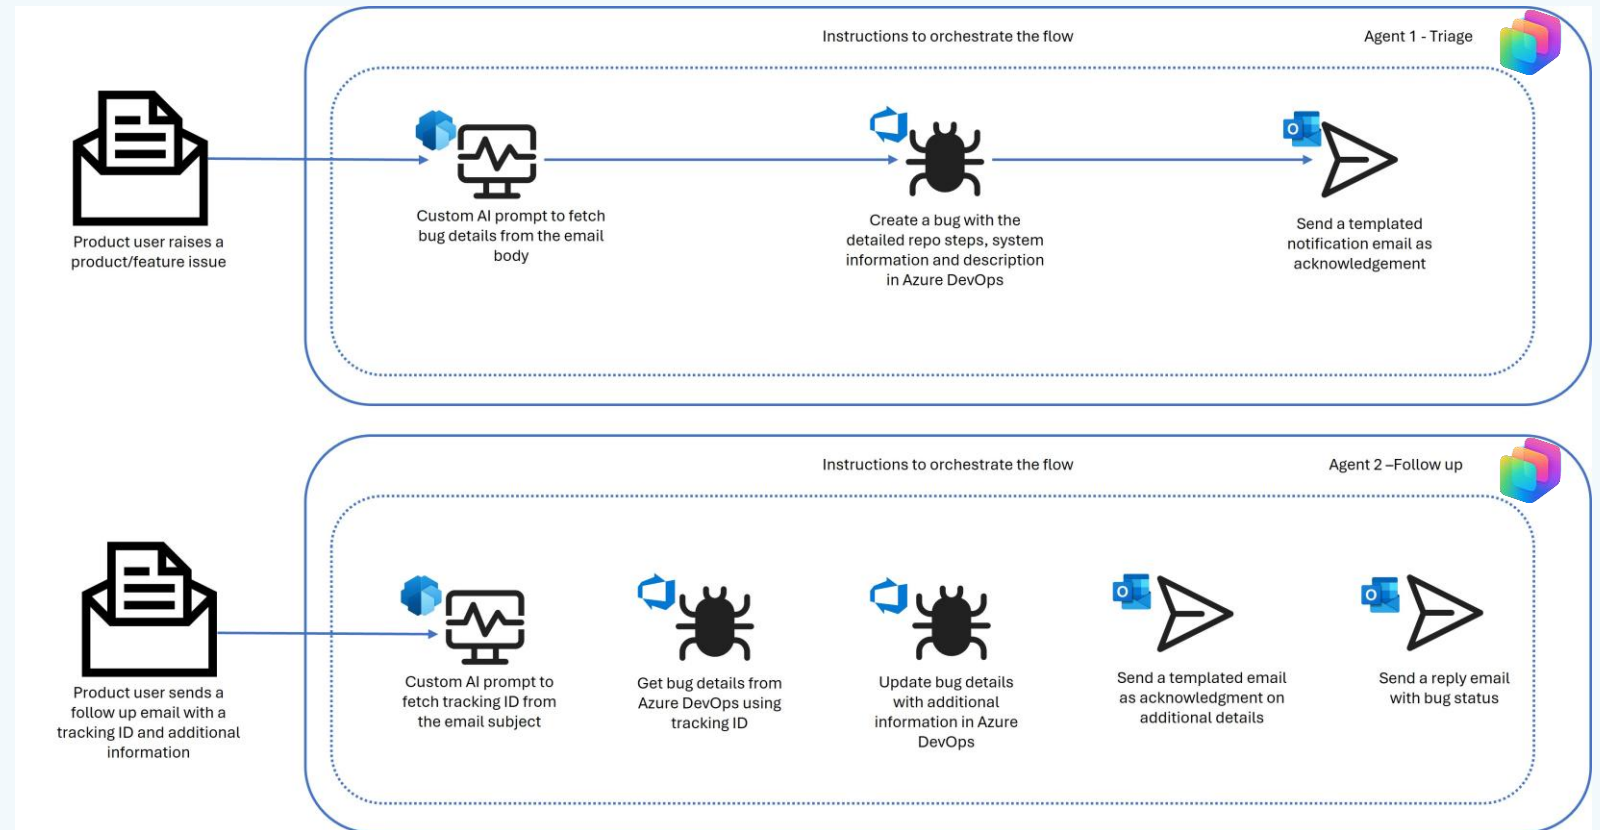 Instructions to orchestrate the flow
Agent 1 - Triage
Product user raises a
product/feature issue
Custom AI prompt to fetch
bug details from the email
body
Create a bug with the
detailed repo steps, system
information and description
in Azure DevOps
Send a templated
notification email as
acknowledgement
Instructions to orchestrate the flow
Agent 2 –Follow up
Product user sends a
follow up email with a
tracking ID and additional
information
Custom AI prompt to
fetch tracking ID from
the email subject
Get bug details from
Azure DevOps using
tracking ID
Update bug details
with additional
information in Azure
DevOps
Send a templated email
as acknowledgment on
additional details
Send a reply email
with bug status